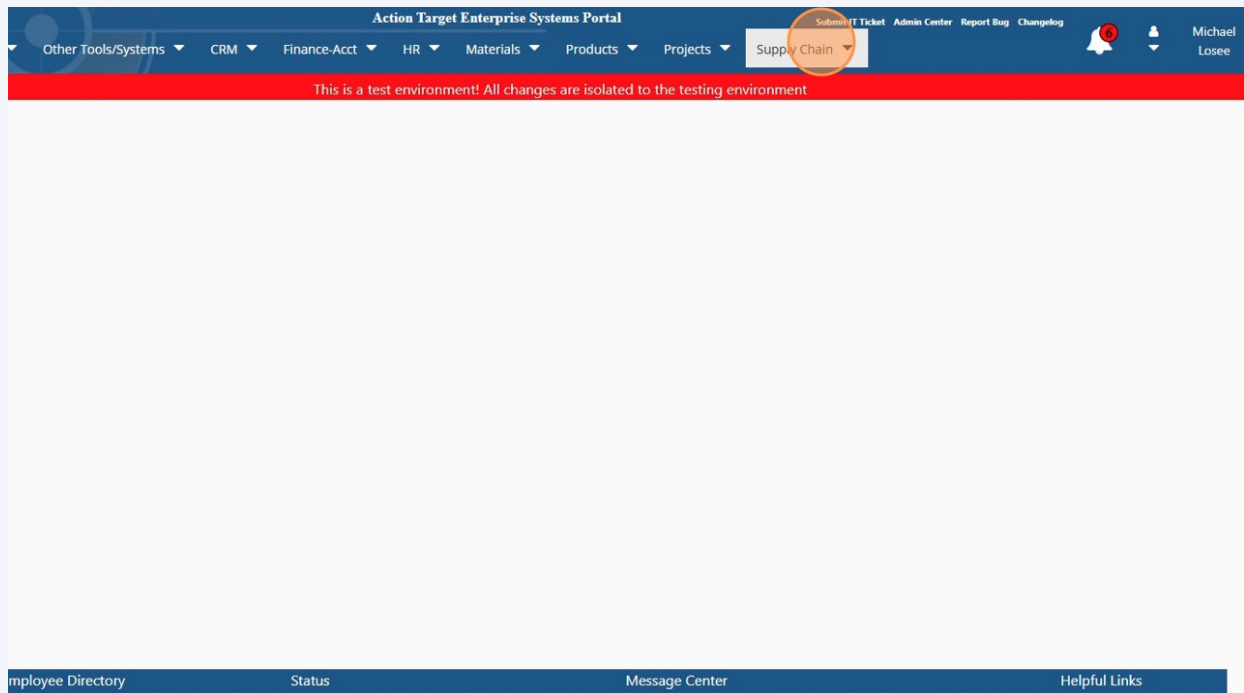 Action Target Enterprise Systems Portal
Submit IT Ticket Admin Center Report Bug Changelog
6
Michael
Losee
Other Tools/Systems CRM Finance-Acct HR Materials Products Projects Supply Chain
This is a test environment! All changes are isolated to the testing environment
mployee Directory Status Message Center Helpful Links